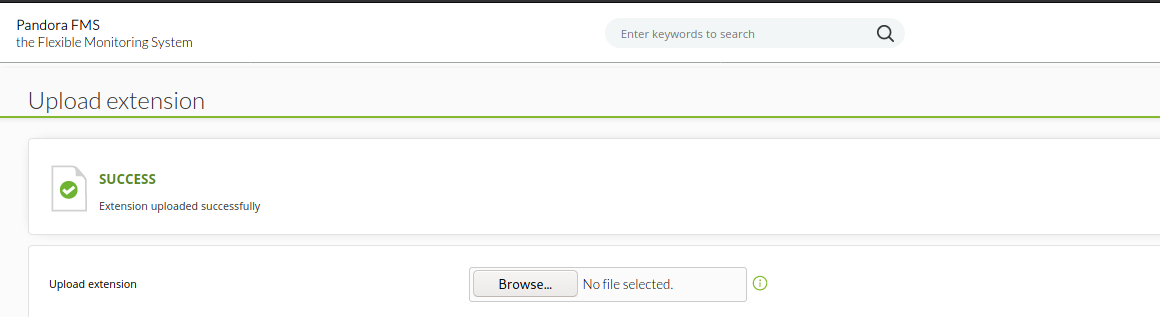 Pandora FMS
the Flexible Monitoring System
Enter keywords to search
Upload extension
SUCCESS
Extension uploaded successfully
Upload extension
Browse...
No file selected.